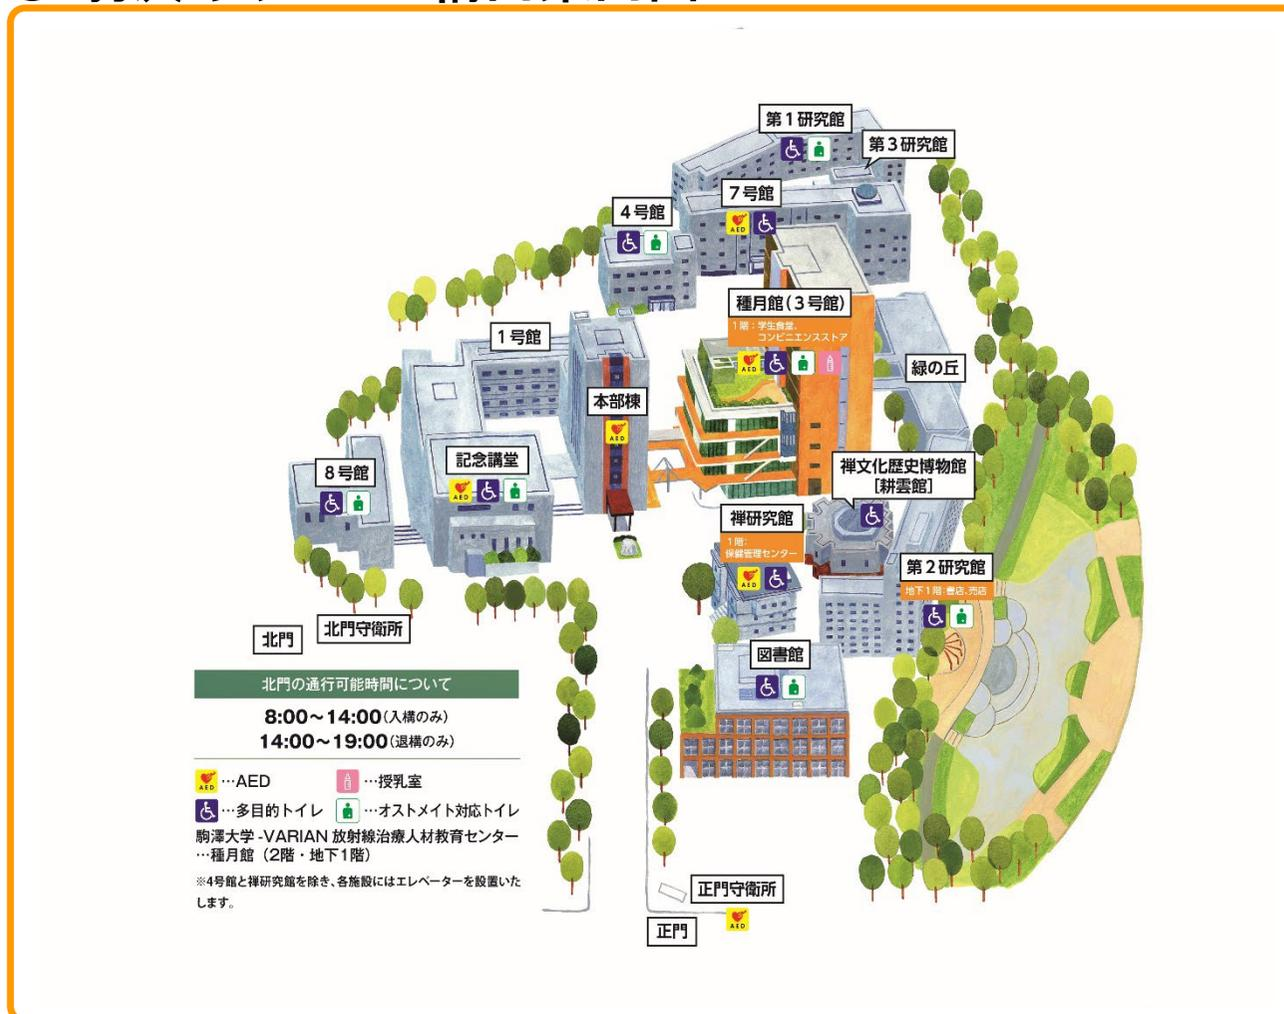 第1研究館
第3研究館
7号館
AED
4号館
種月館(3号館)
1階:学生食堂、
コンビニエンスストア
AED
1号館
緑の丘
本部棟
AED
禅文化歴史博物館
[耕雲館]
記念講堂
AED
8号館
禅研究館
1階:
保健管理センター
AED
第2研究館
地下1階:書店、売店
北門守衛所
北門
図書館
北門の通行可能時間について
8:00〜14:00(入構のみ)
14:00〜19:00(退構のみ)
AED …AED …授乳室
…多目的トイレ …オストメイト対応トイレ
駒澤大学-VARIAN 放射線治療人材教育センター
…種月館(2階・地下1階)
※4号館と禅研究館を除き、各施設にはエレベーターを設置いた
します。
正門守衛所
AED
正門